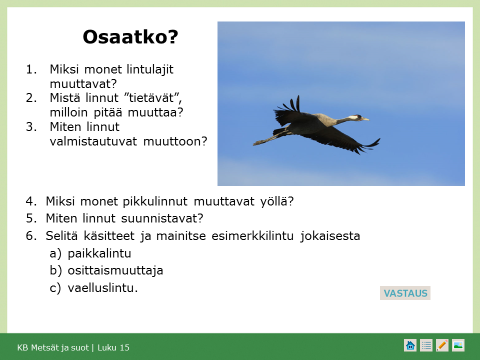 Osaatko?
1. Miksi monet lintulajit
muuttavat?
2. Mistä linnut ”tietävät”,
milloin pitää muuttaa?
3. Miten linnut
valmistautuvat muuttoon?
4. Miksi monet pikkulinnut muuttavat yöllä?
5. Miten linnut suunnistavat?
6. Selitä käsitteet ja mainitse esimerkkilintu jokaisesta
a) paikkalintu
b) osittaismuuttaja
c) vaelluslintu.
VASTAUS
KB Metsät ja suot | Luku 15